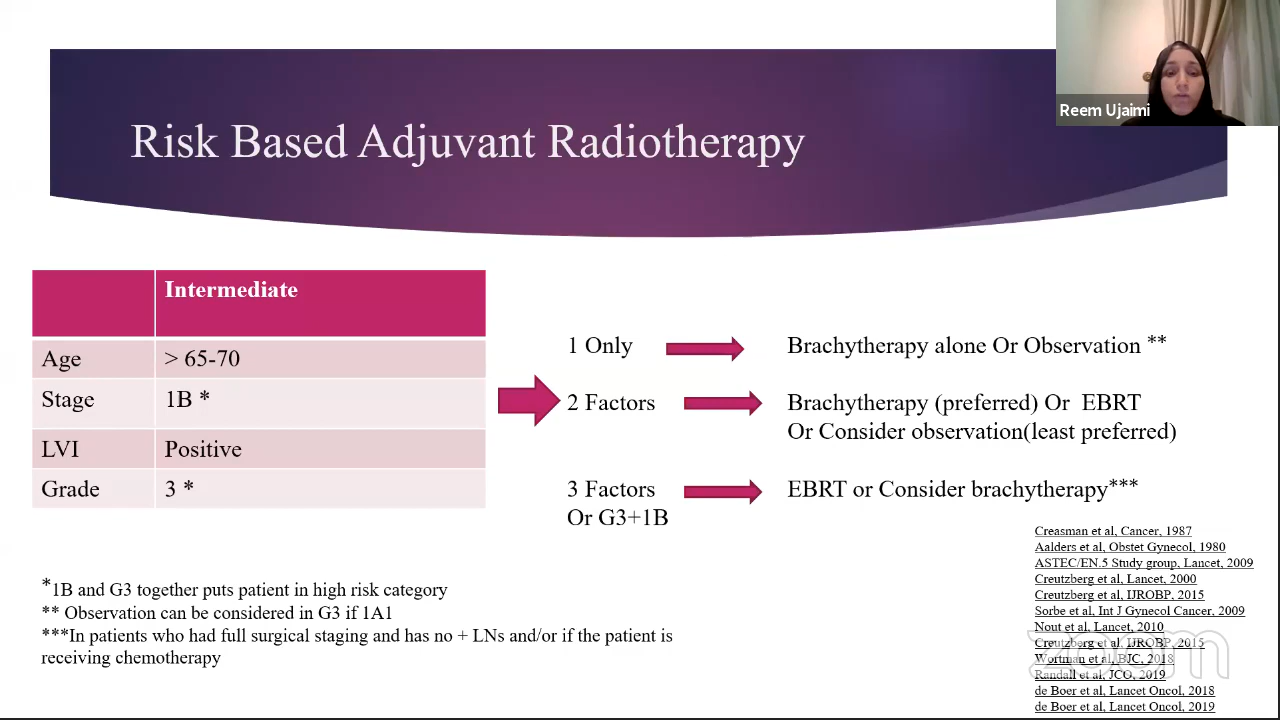 Reem Ujaimi
Risk Based Adjuvant Radiotherapy
Intermediate
Age > 65-70
Stage 1B *
LVI Positive
Grade 3 *
1 Only Brachytherapy alone Or Observation **
2 Factors Brachytherapy (preferred) Or EBRT
Or Consider observation(least preferred)
3 Factors EBRT or Consider brachytherapy***
Or G3+1B
*1B and G3 together puts patient in high risk category
** Observation can be considered in G3 if 1A1
***In patients who had full surgical staging and has no + LNs and/or if the patient is
receiving chemotherapy
Creasman et al, Cancer, 1987
Aalders et al, Obstet Gynecol, 1980
ASTEC/EN.5 Study group, Lancet, 2009
Creutzberg et al, Lancet, 2000
Creutzberg et al, IJROBP, 2015
Sorbe et al, Int J Gynecol Cancer, 2009
Nout et al, Lancet, 2010
Creutzberg et al, IJROBP, 2015
Wortman et al, BJC, 2018
Randall et al, JCO, 2019
de Boer et al, Lancet Oncol, 2018
de Boer et al, Lancet Oncol, 2019
zoom